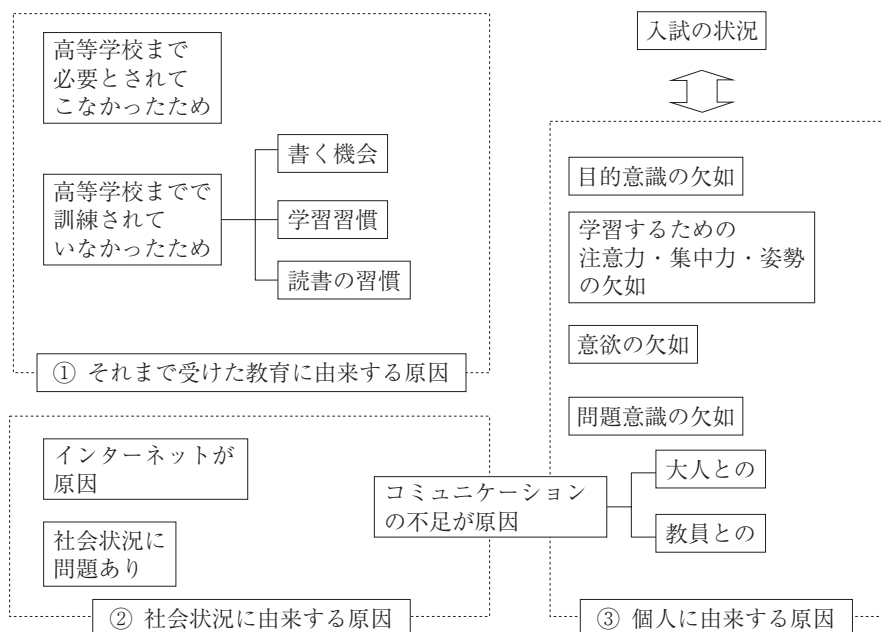 高等学校まで
必要とされて
こなかったため
高等学校までで
訓練されて
いなかったため
書く機会
学習習慣
読書の習慣
① それまで受けた教育に由来する原因
インターネットが
原因
社会状況に
問題あり
② 社会状況に由来する原因
コミュニケーション
の不足が原因
大人との
教員との
入試の状況
目的意識の欠如
学習するための
注意力・集中力・姿勢
の欠如
意欲の欠如
問題意識の欠如
③ 個人に由来する原因